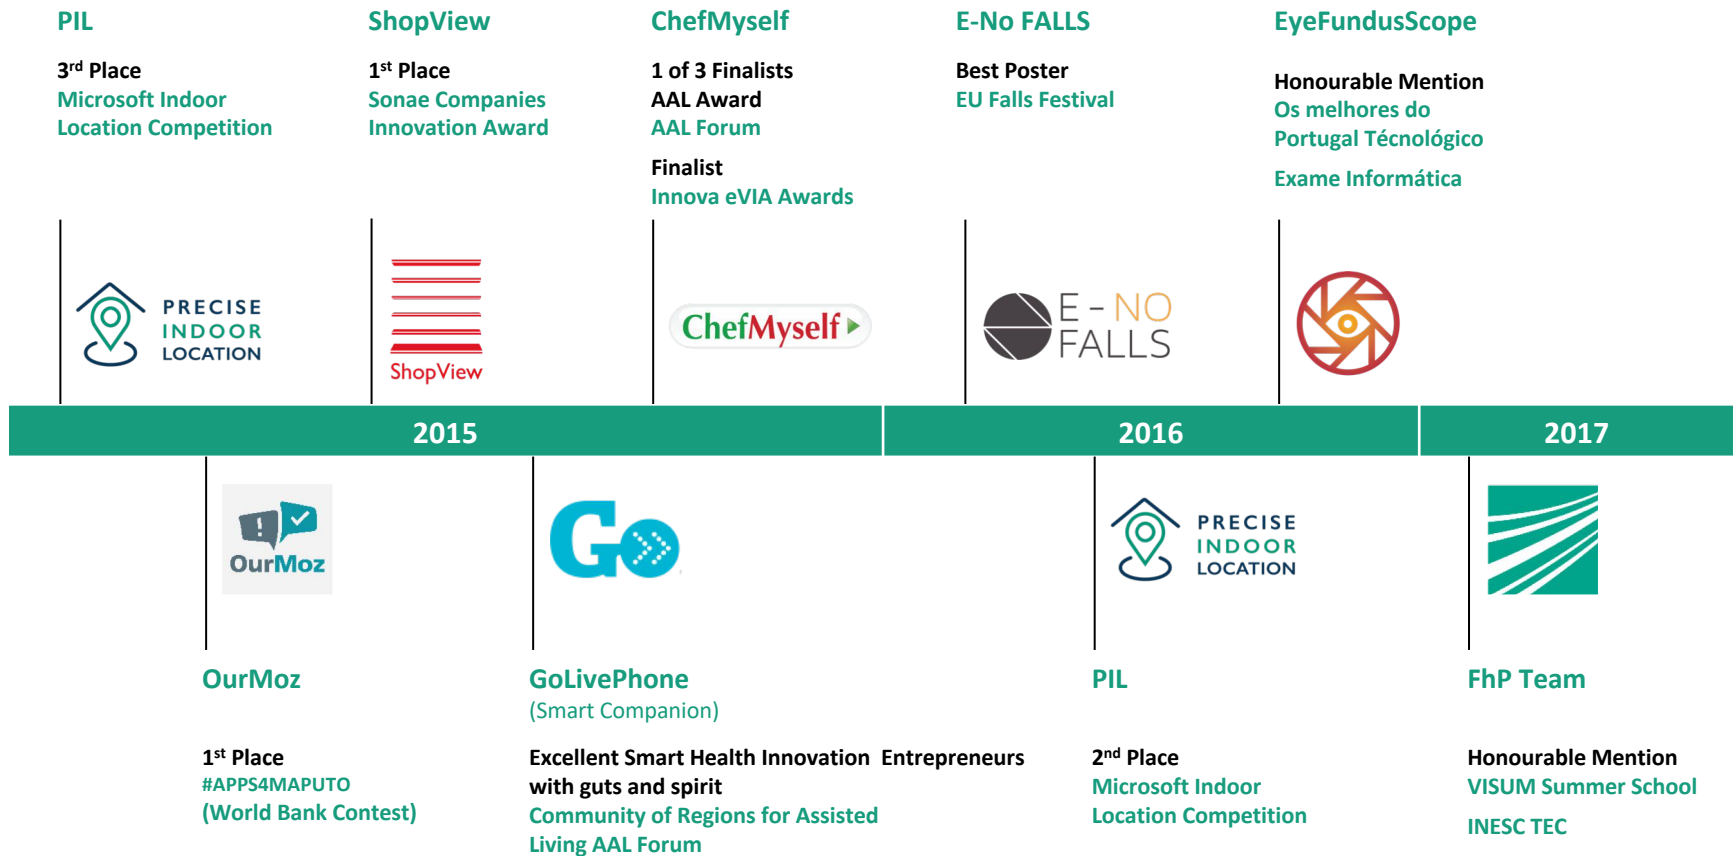 PIL
3rd Place
Microsoft Indoor
Location Competition
ShopView
1st Place
Sonae Companies
Innovation Award
ChefMyself
1 of 3 Finalists
AAL Award
AAL Forum
Finalist
Innova eVIA Awards
E-No FALLS
Best Poster
EU Falls Festival
EyeFundusScope
Honourable Mention
Os melhores do
Portugal Técnológico
Exame Informática
PRECISE
INDOOR
LOCATION
ShopView
ChefMyself
E-NO
FALLS
2015
2016
2017
OurMoz
Go
PRECISE
INDOOR
LOCATION
OurMoz
1st Place
#APPS4MAPUTO
(World Bank Contest)
GoLivePhone
(Smart Companion)
Excellent Smart Health Innovation Entrepreneurs
with guts and spirit
Community of Regions for Assisted
Living AAL Forum
PIL
2nd Place
Microsoft Indoor
Location Competition
FhP Team
Honourable Mention
VISUM Summer School
INESC TEC